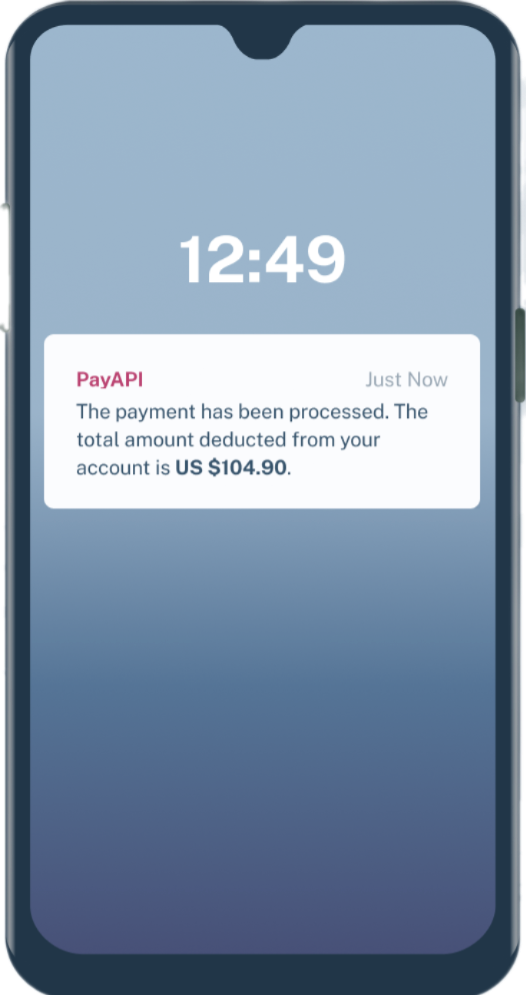 12:49
PayAPI Just Now
The payment has been processed. The
total amount deducted from your
account is US $104.90.